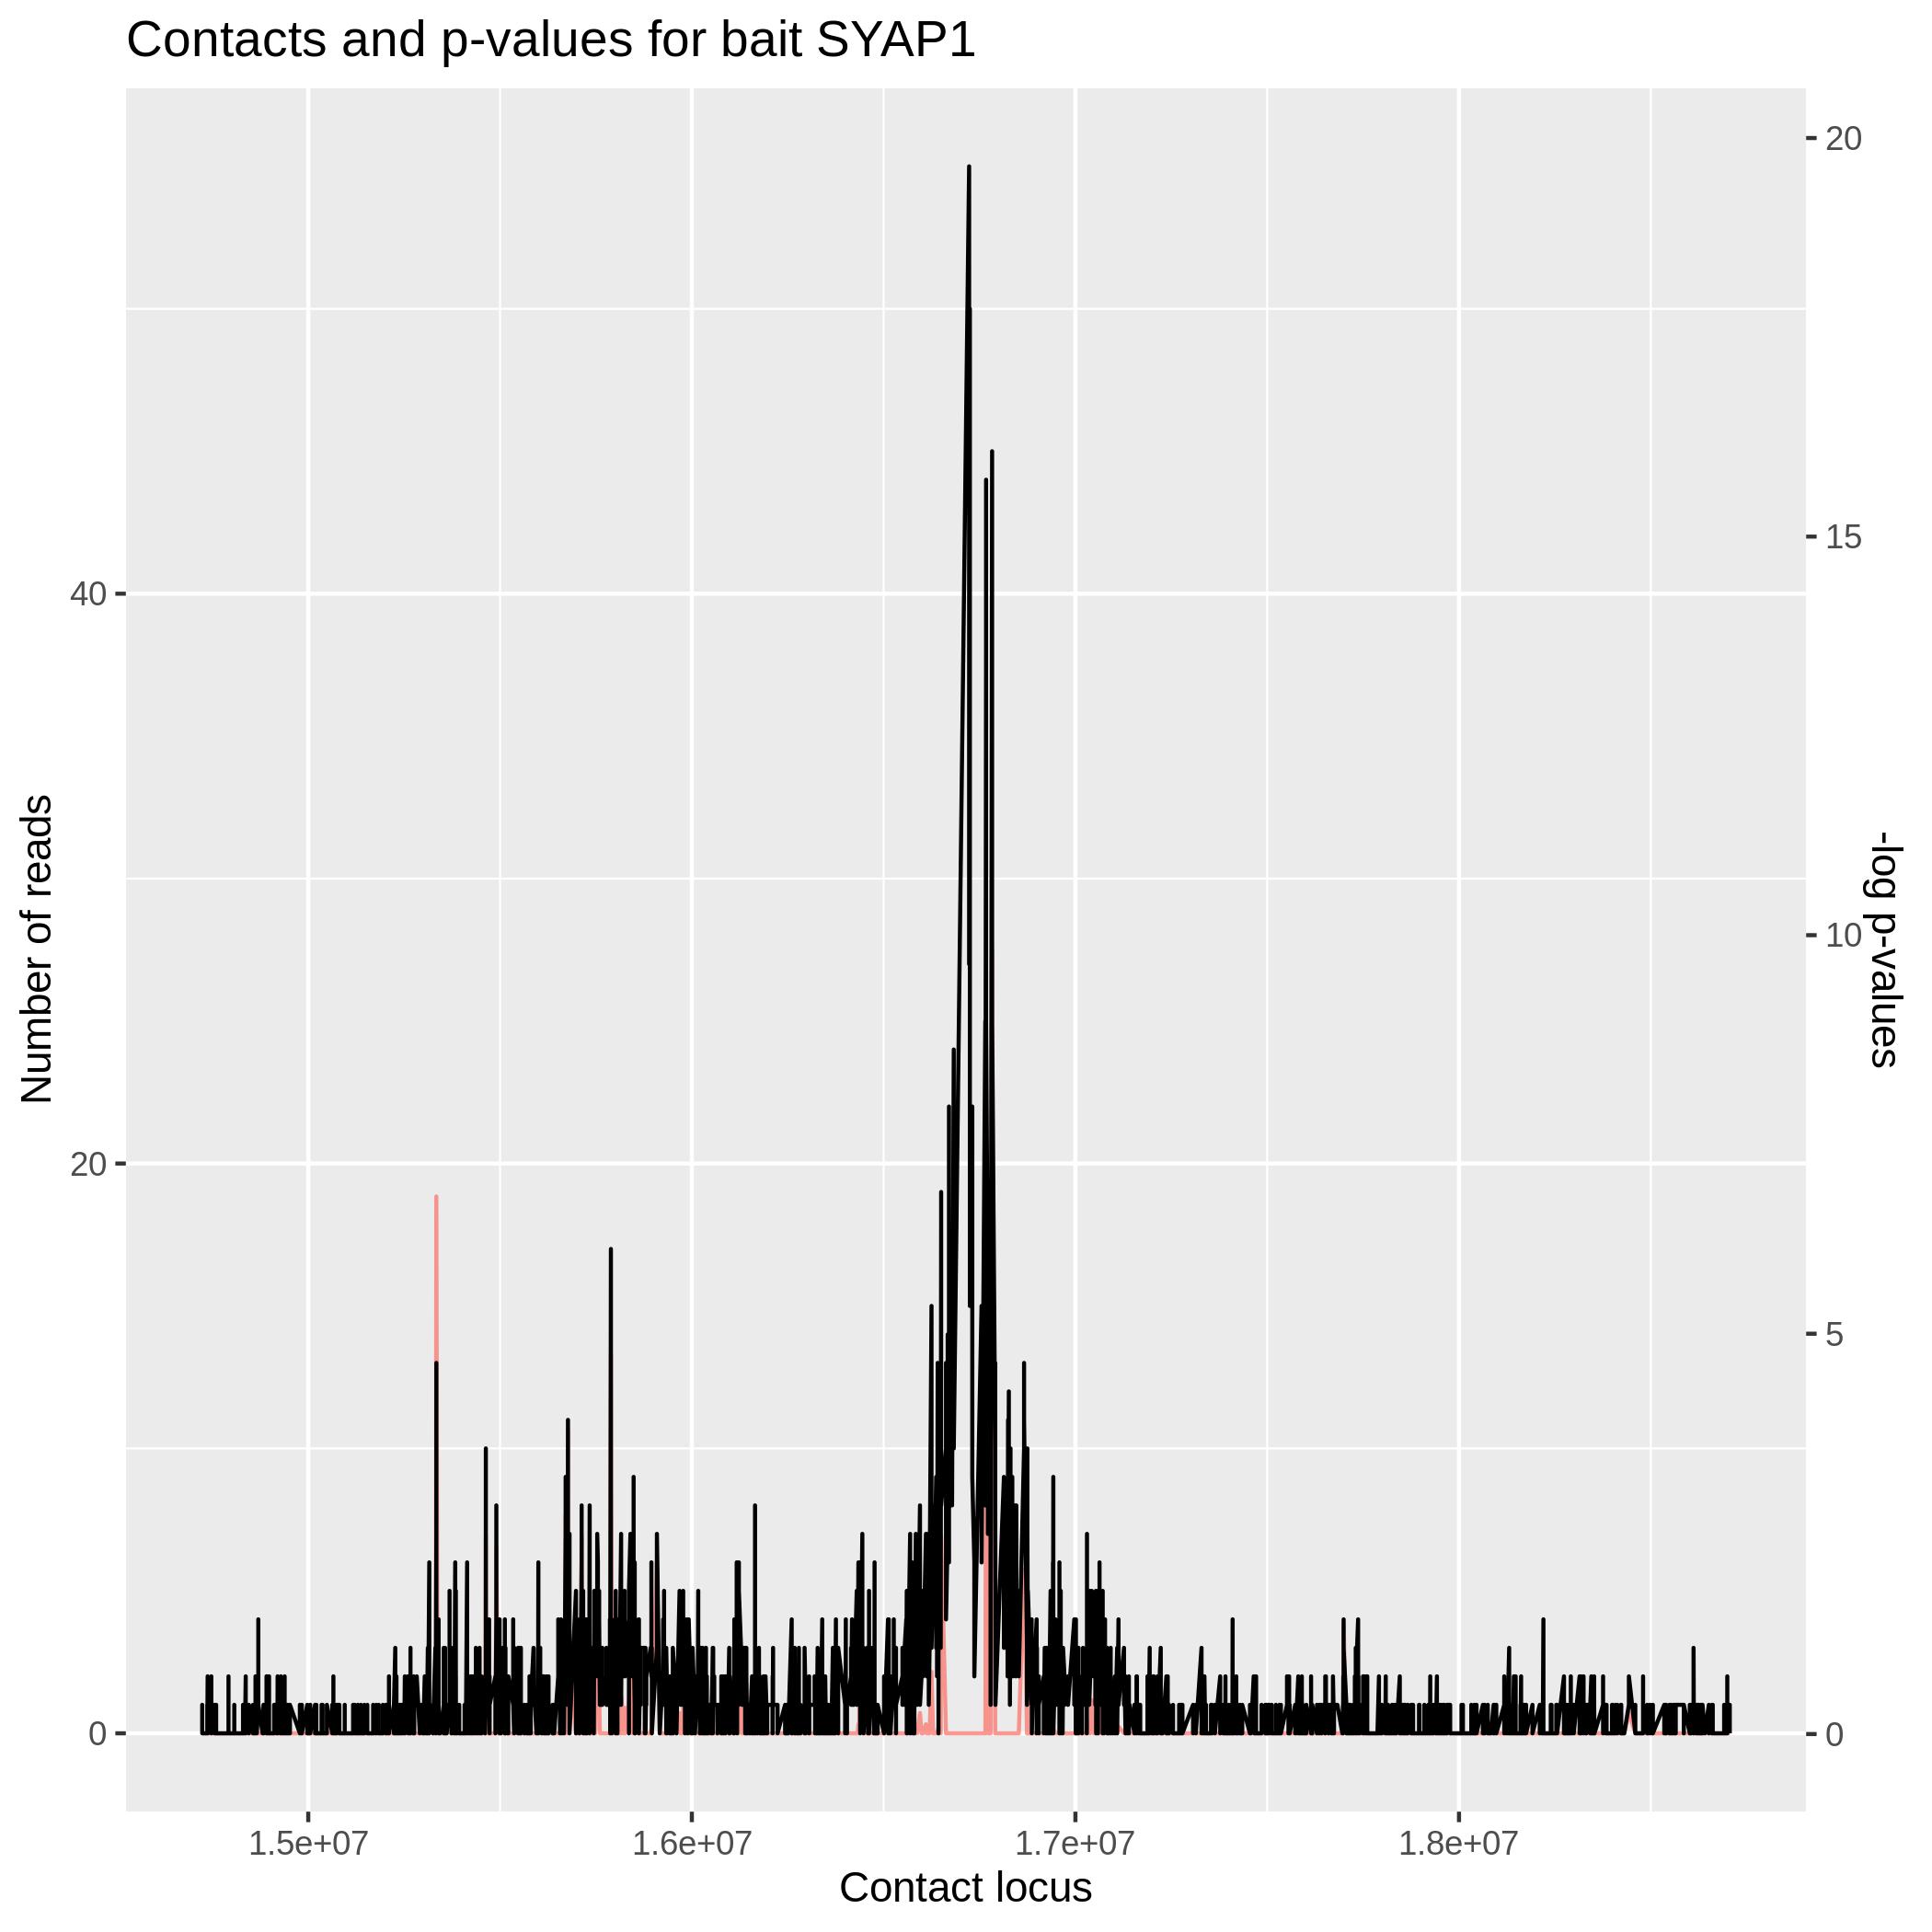 Contacts and p-values for bait SYAP1
Number of reads
40
20
0
20
15
10
5
0
-log p-values
1.5e+07
1.6e+07
1.7e+07
1.8e+07
Contact locus